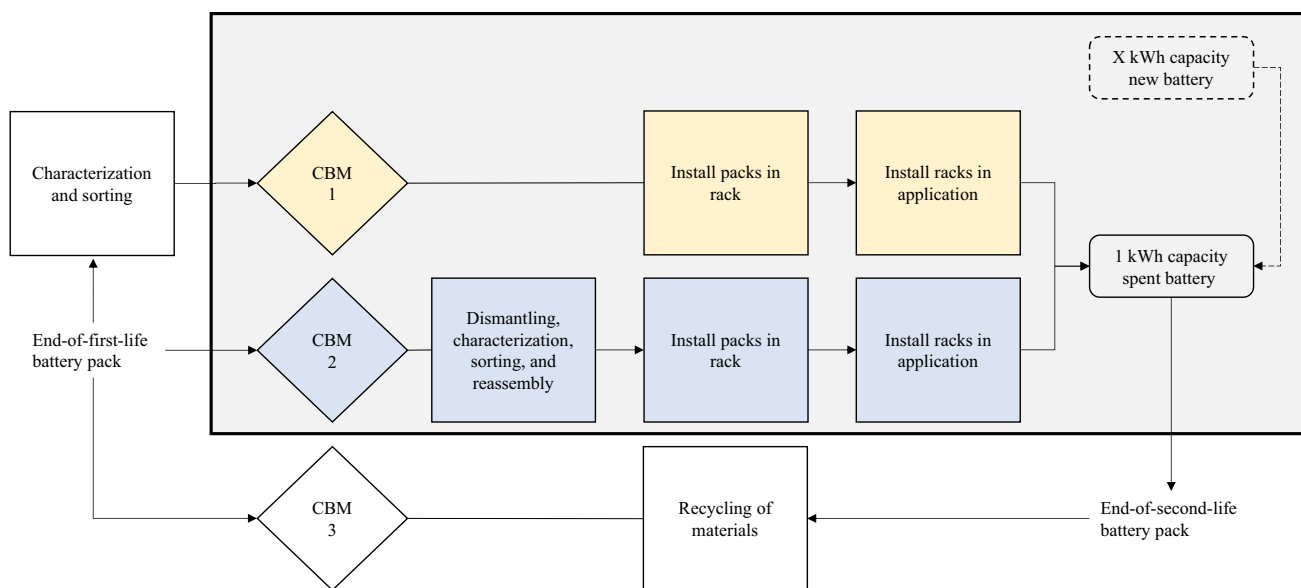 X kWh capacity
new battery
Characterization
and sorting
CBM
1
Install packs in
rack
Install racks in
application
1 kWh capacity
spent battery
End-of-first-life
battery pack
CBM
2
Dismantling,
characterization,
sorting, and
reassembly
Install packs in
rack
Install racks in
application
CBM
3
Recycling of
materials
End-of-second-life
battery pack